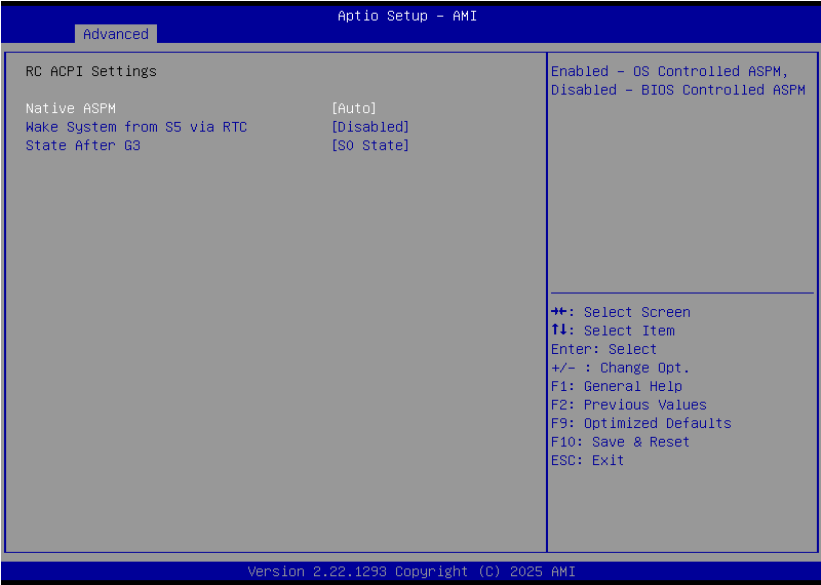 Aptio Setup – AMI
Advanced
RC ACPI Settings
Native ASPM [Auto]
Wake System from S5 via RTC [Disabled]
State After G3 [S0 State]
Enabled – OS Controlled ASPM,
Disabled – BIOS Controlled ASPM
→←: Select Screen
↑↓: Select Item
Enter: Select
+/– : Change Opt.
F1: General Help
F2: Previous Values
F9: Optimized Defaults
F10: Save & Reset
ESC: Exit
Version 2.22.1293 Copyright (C) 2025 AMI